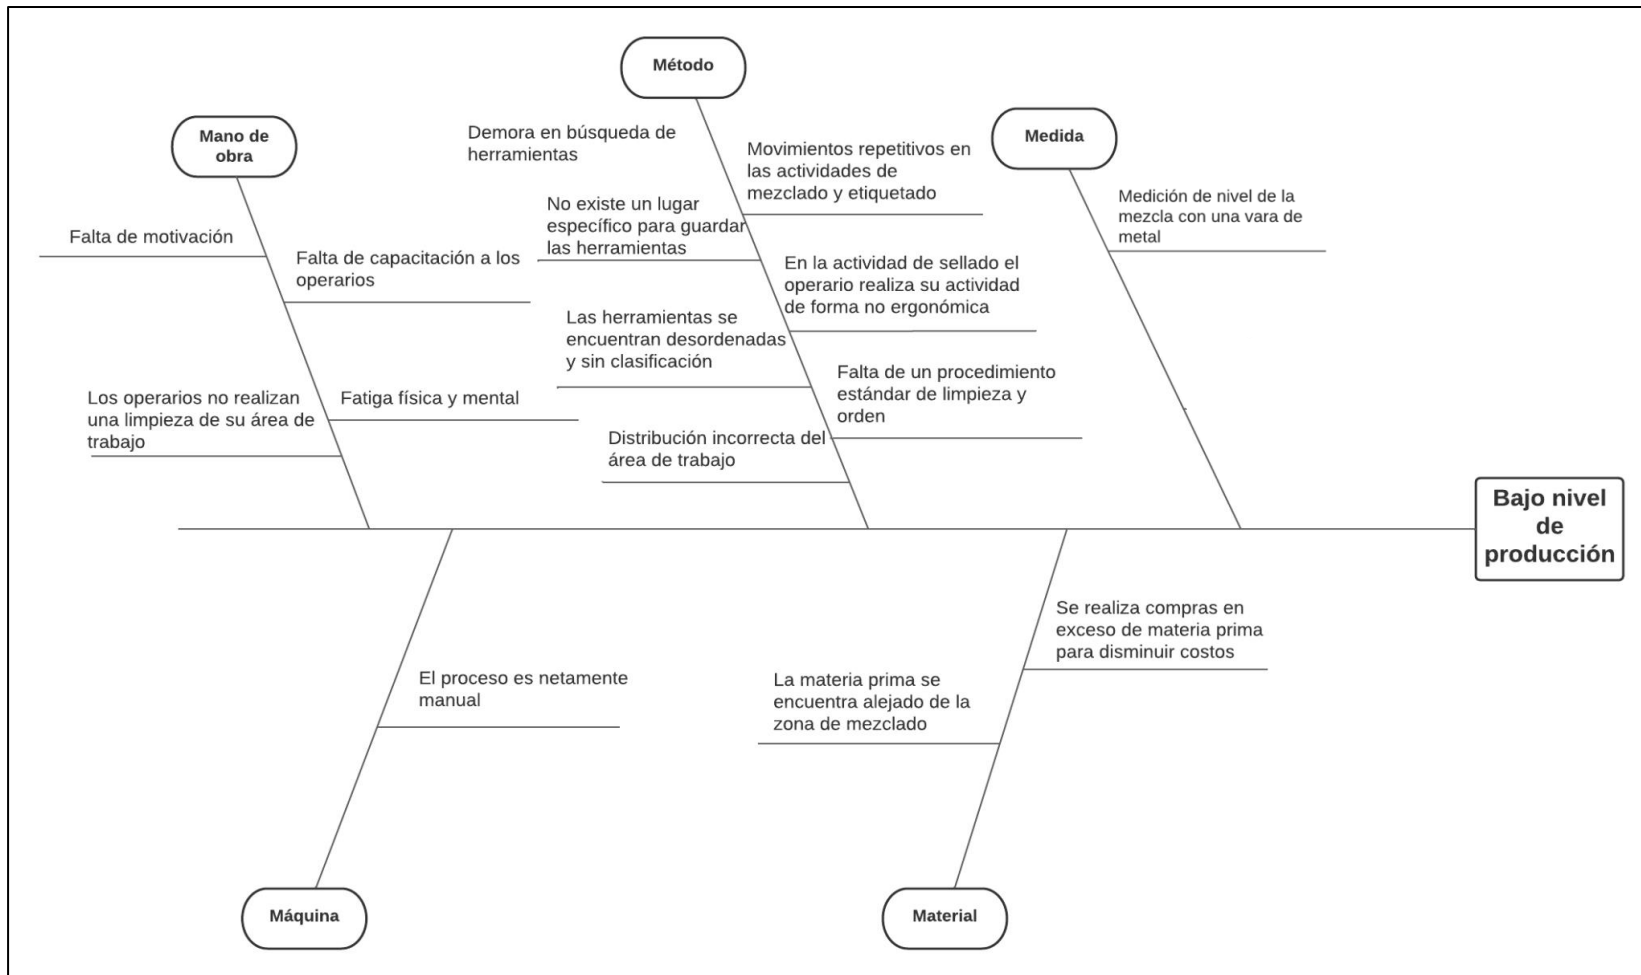 Método
Mano de
obra
Medida
Demora en búsqueda de
herramientas
Movimientos repetitivos en
las actividades de
mezclado y etiquetado
No existe un lugar
específico para guardar
las herramientas
Medición de nivel de la
mezcla con una vara de
metal
Falta de motivación
Falta de capacitación a los
operarios
En la actividad de sellado el
operario realiza su actividad
de forma no ergonómica
Las herramientas se
encuentran desordenadas
y sin clasificación
Los operarios no realizan
una limpieza de su área de
trabajo
Fatiga física y mental
Falta de un procedimiento
estándar de limpieza y
orden
Distribución incorrecta del
área de trabajo
Bajo nivel
de
producción
Se realiza compras en
exceso de materia prima
para disminuir costos
El proceso es netamente
manual
La materia prima se
encuentra alejado de la
zona de mezclado
Máquina
Material